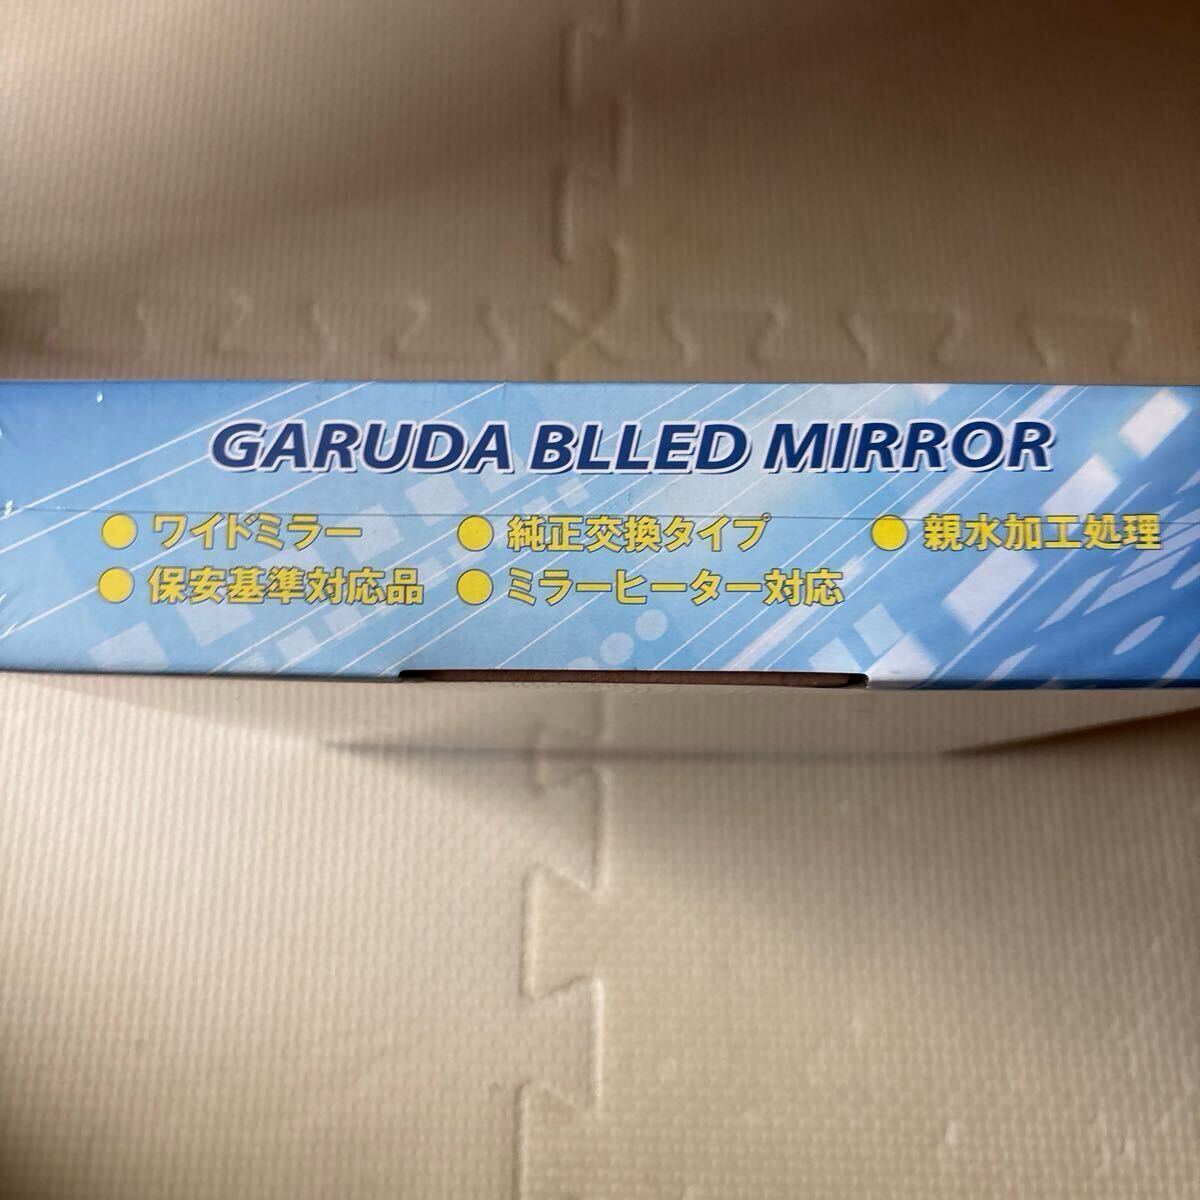 GARUDA BLLED MIRROR
● ワイドミラー ● 純正交換タイプ ● 親水加工処理
● 保安基準対応品 ● ミラーヒーター対応